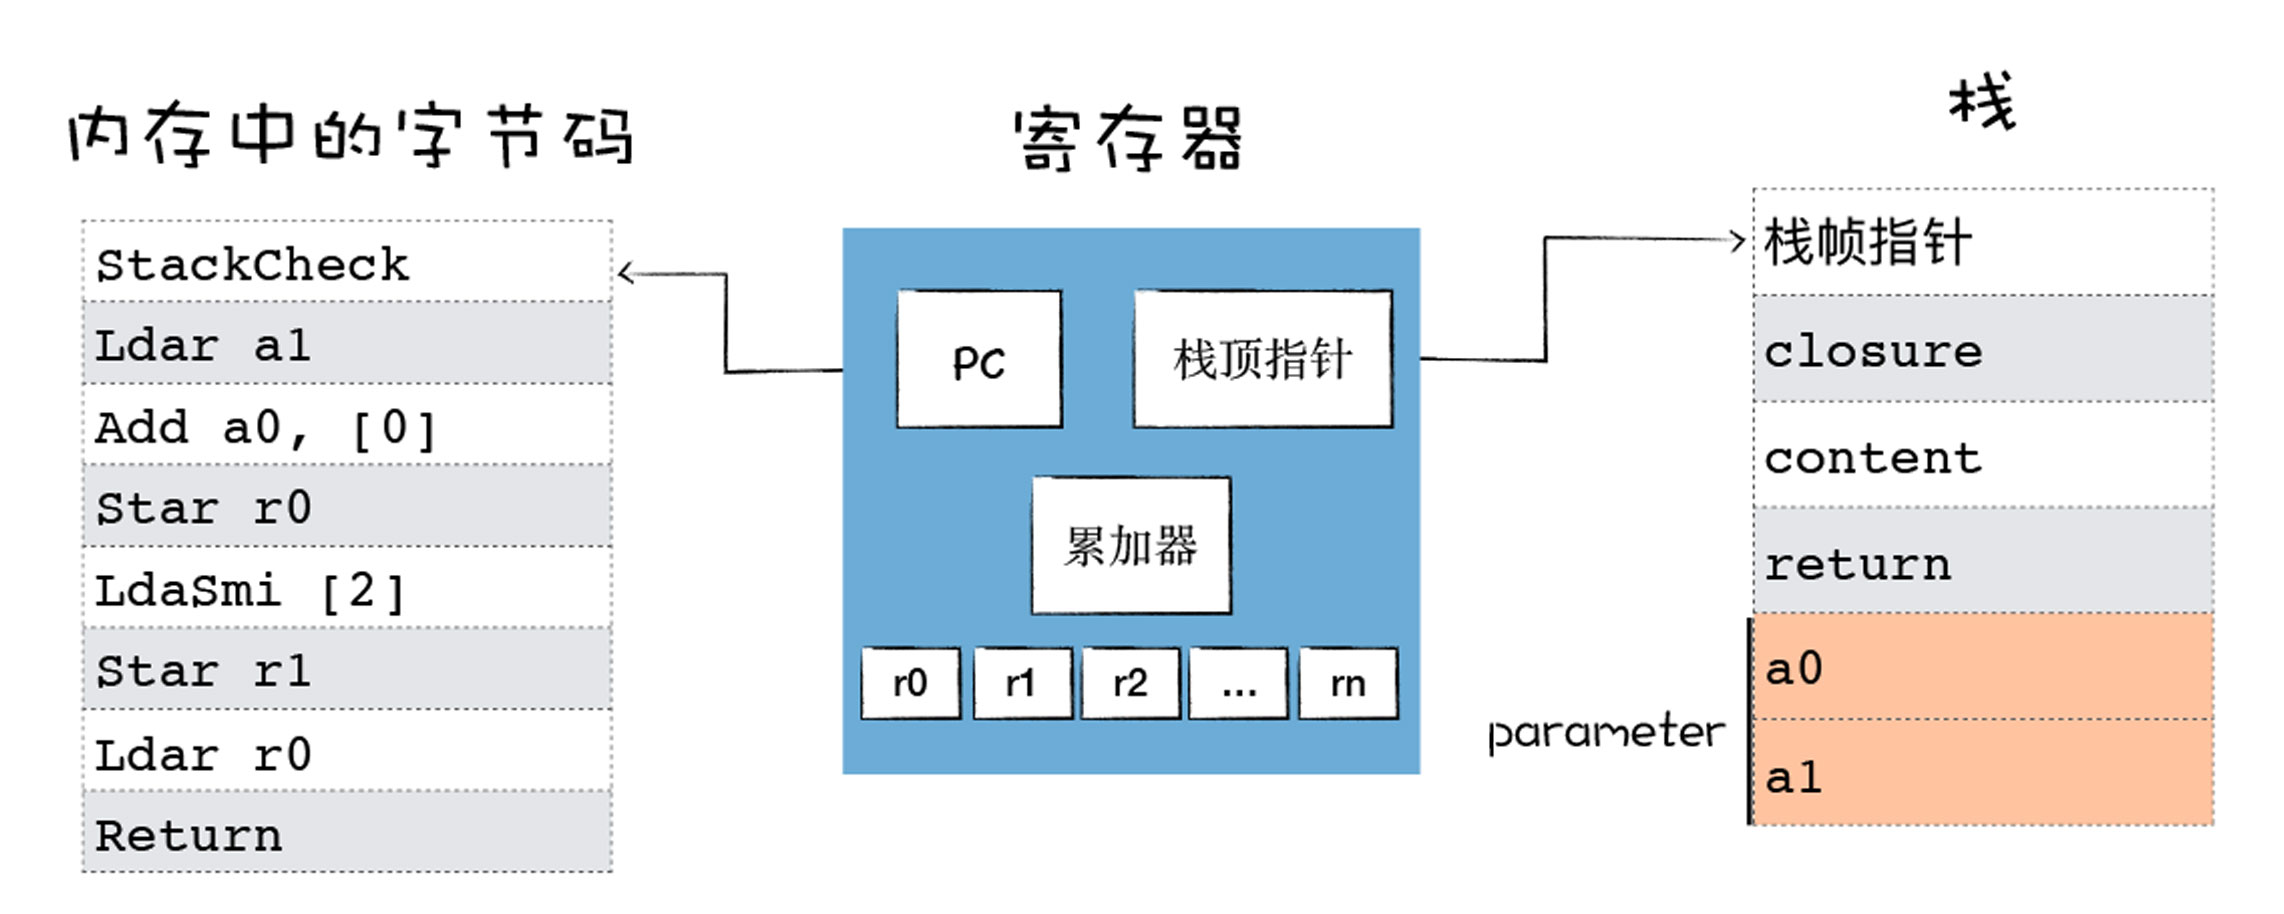 内存中的字节码
StackCheck
Ldar a1
Add a0, [0]
Star r0
LdaSmi [2]
Star r1
Ldar r0
Return
寄存器
PC
栈顶指针
累加器
r0
r1
r2
...
rn
栈
栈帧指针
closure
content
return
parameter
a0
a1